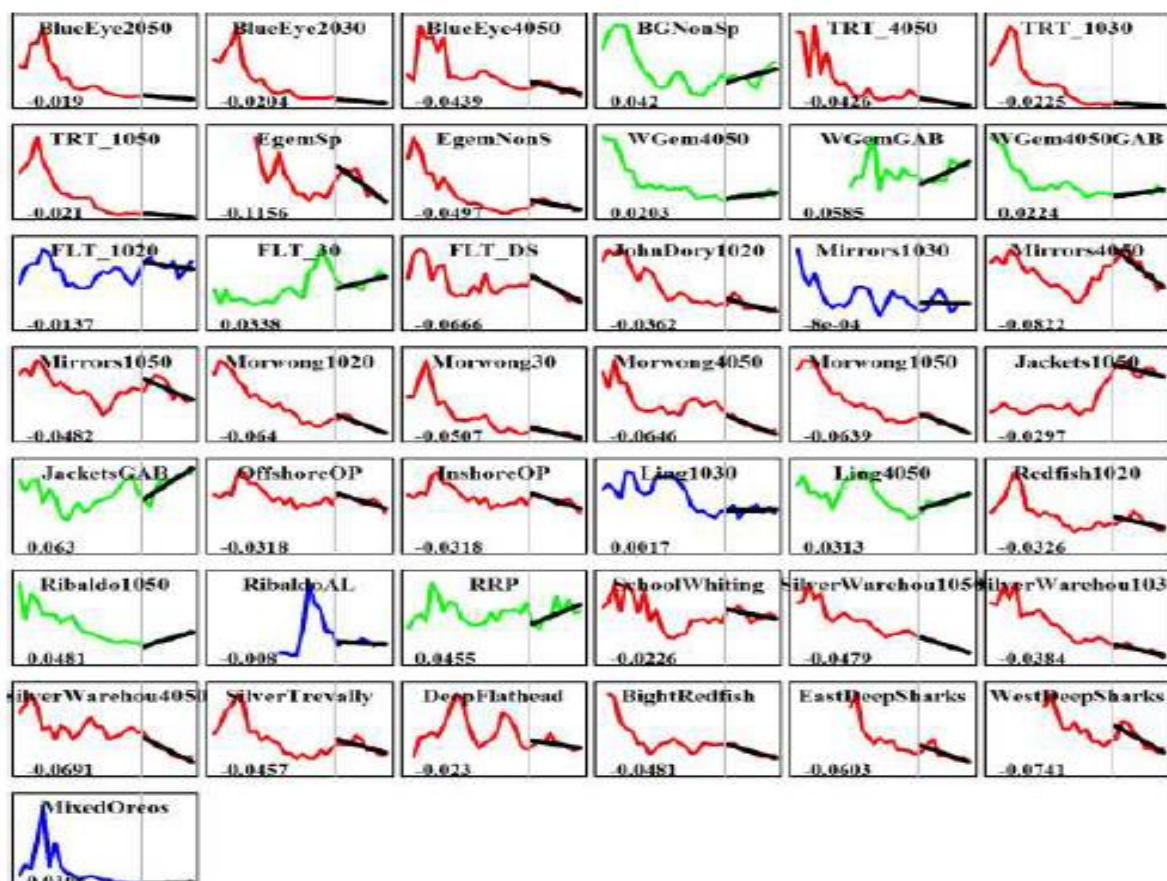 BlueEye2050 BlueEye2030 BlueEye4050 BGNonSp TRT_4050 TRT_1030
-0.019 -0.0204 -0.0439 0.042 -0.0426 -0.0225
TRT_1050 EgemSp EgemNonS WGem4050 WGemGAB WGem4050GAB
-0.021 -0.1156 -0.0497 0.0203 0.0585 0.0224
FLT_1020 FLT_30 FLT_DS JohnDory1020 Mirrors1030 Mirrors4050
-0.0137 0.0338 -0.0666 -0.0362 -8e-04 -0.0822
Mirrors1050 Morwong1020 Morwong30 Morwong4050 Morwong1050 Jackets1050
-0.0482 -0.064 -0.0507 -0.0646 -0.0639 -0.0297
JacketsGAB OffshoreOP InshoreOP Ling1030 Ling4050 Redfish1020
0.063 -0.0318 -0.0318 0.0017 0.0313 -0.0326
Ribaldo1050 RibaldoAL RRP SchoolWhiting SilverWarehou1050 SilverWarehou1030
0.0481 -0.008 0.0455 -0.0226 -0.0479 -0.0384
SilverWarehou4050 SilverTrevally DeepFlathead BightRedfish EastDeepSharks WestDeepSharks
-0.0691 -0.0457 -0.023 -0.0481 -0.0603 -0.0741
MixedOreos